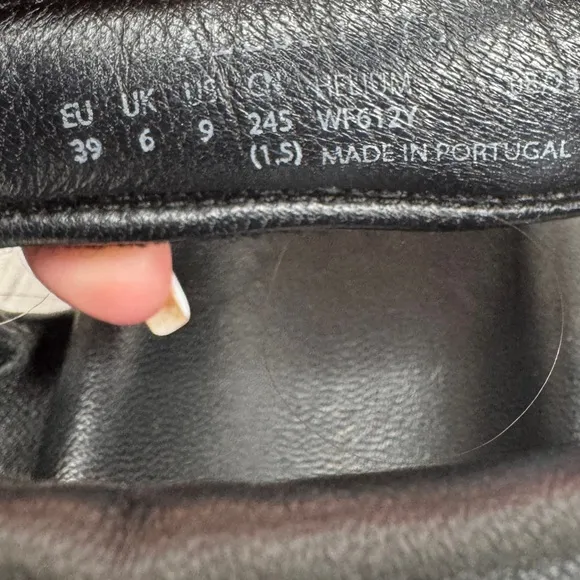 EU UK US CN HELIUM
39 6 9 245 WF612Y
(1.5) MADE IN PORTUGAL